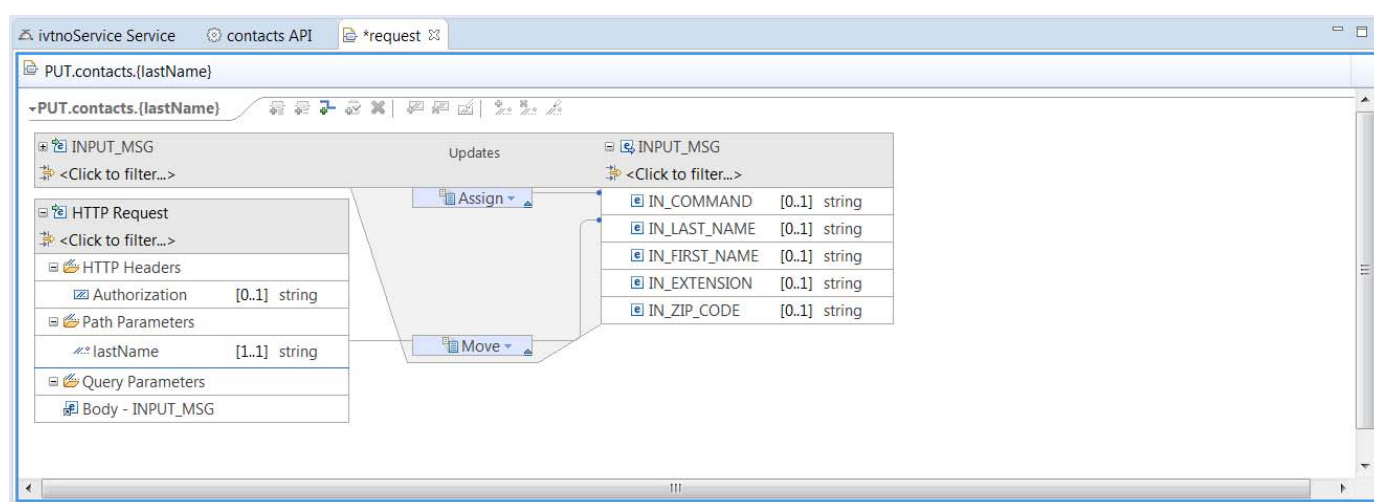 ivtnoService Service contacts API *request
PUT.contacts.{lastName}
PUT.contacts.{lastName}
INPUT_MSG Updates INPUT_MSG
<Click to filter...> <Click to filter...>
Assign IN_COMMAND [0..1] string
HTTP Request IN_LAST_NAME [0..1] string
<Click to filter...> IN_FIRST_NAME [0..1] string
HTTP Headers IN_EXTENSION [0..1] string
Authorization [0..1] string IN_ZIP_CODE [0..1] string
Path Parameters
lastName [1..1] string Move
Query Parameters
Body - INPUT_MSG